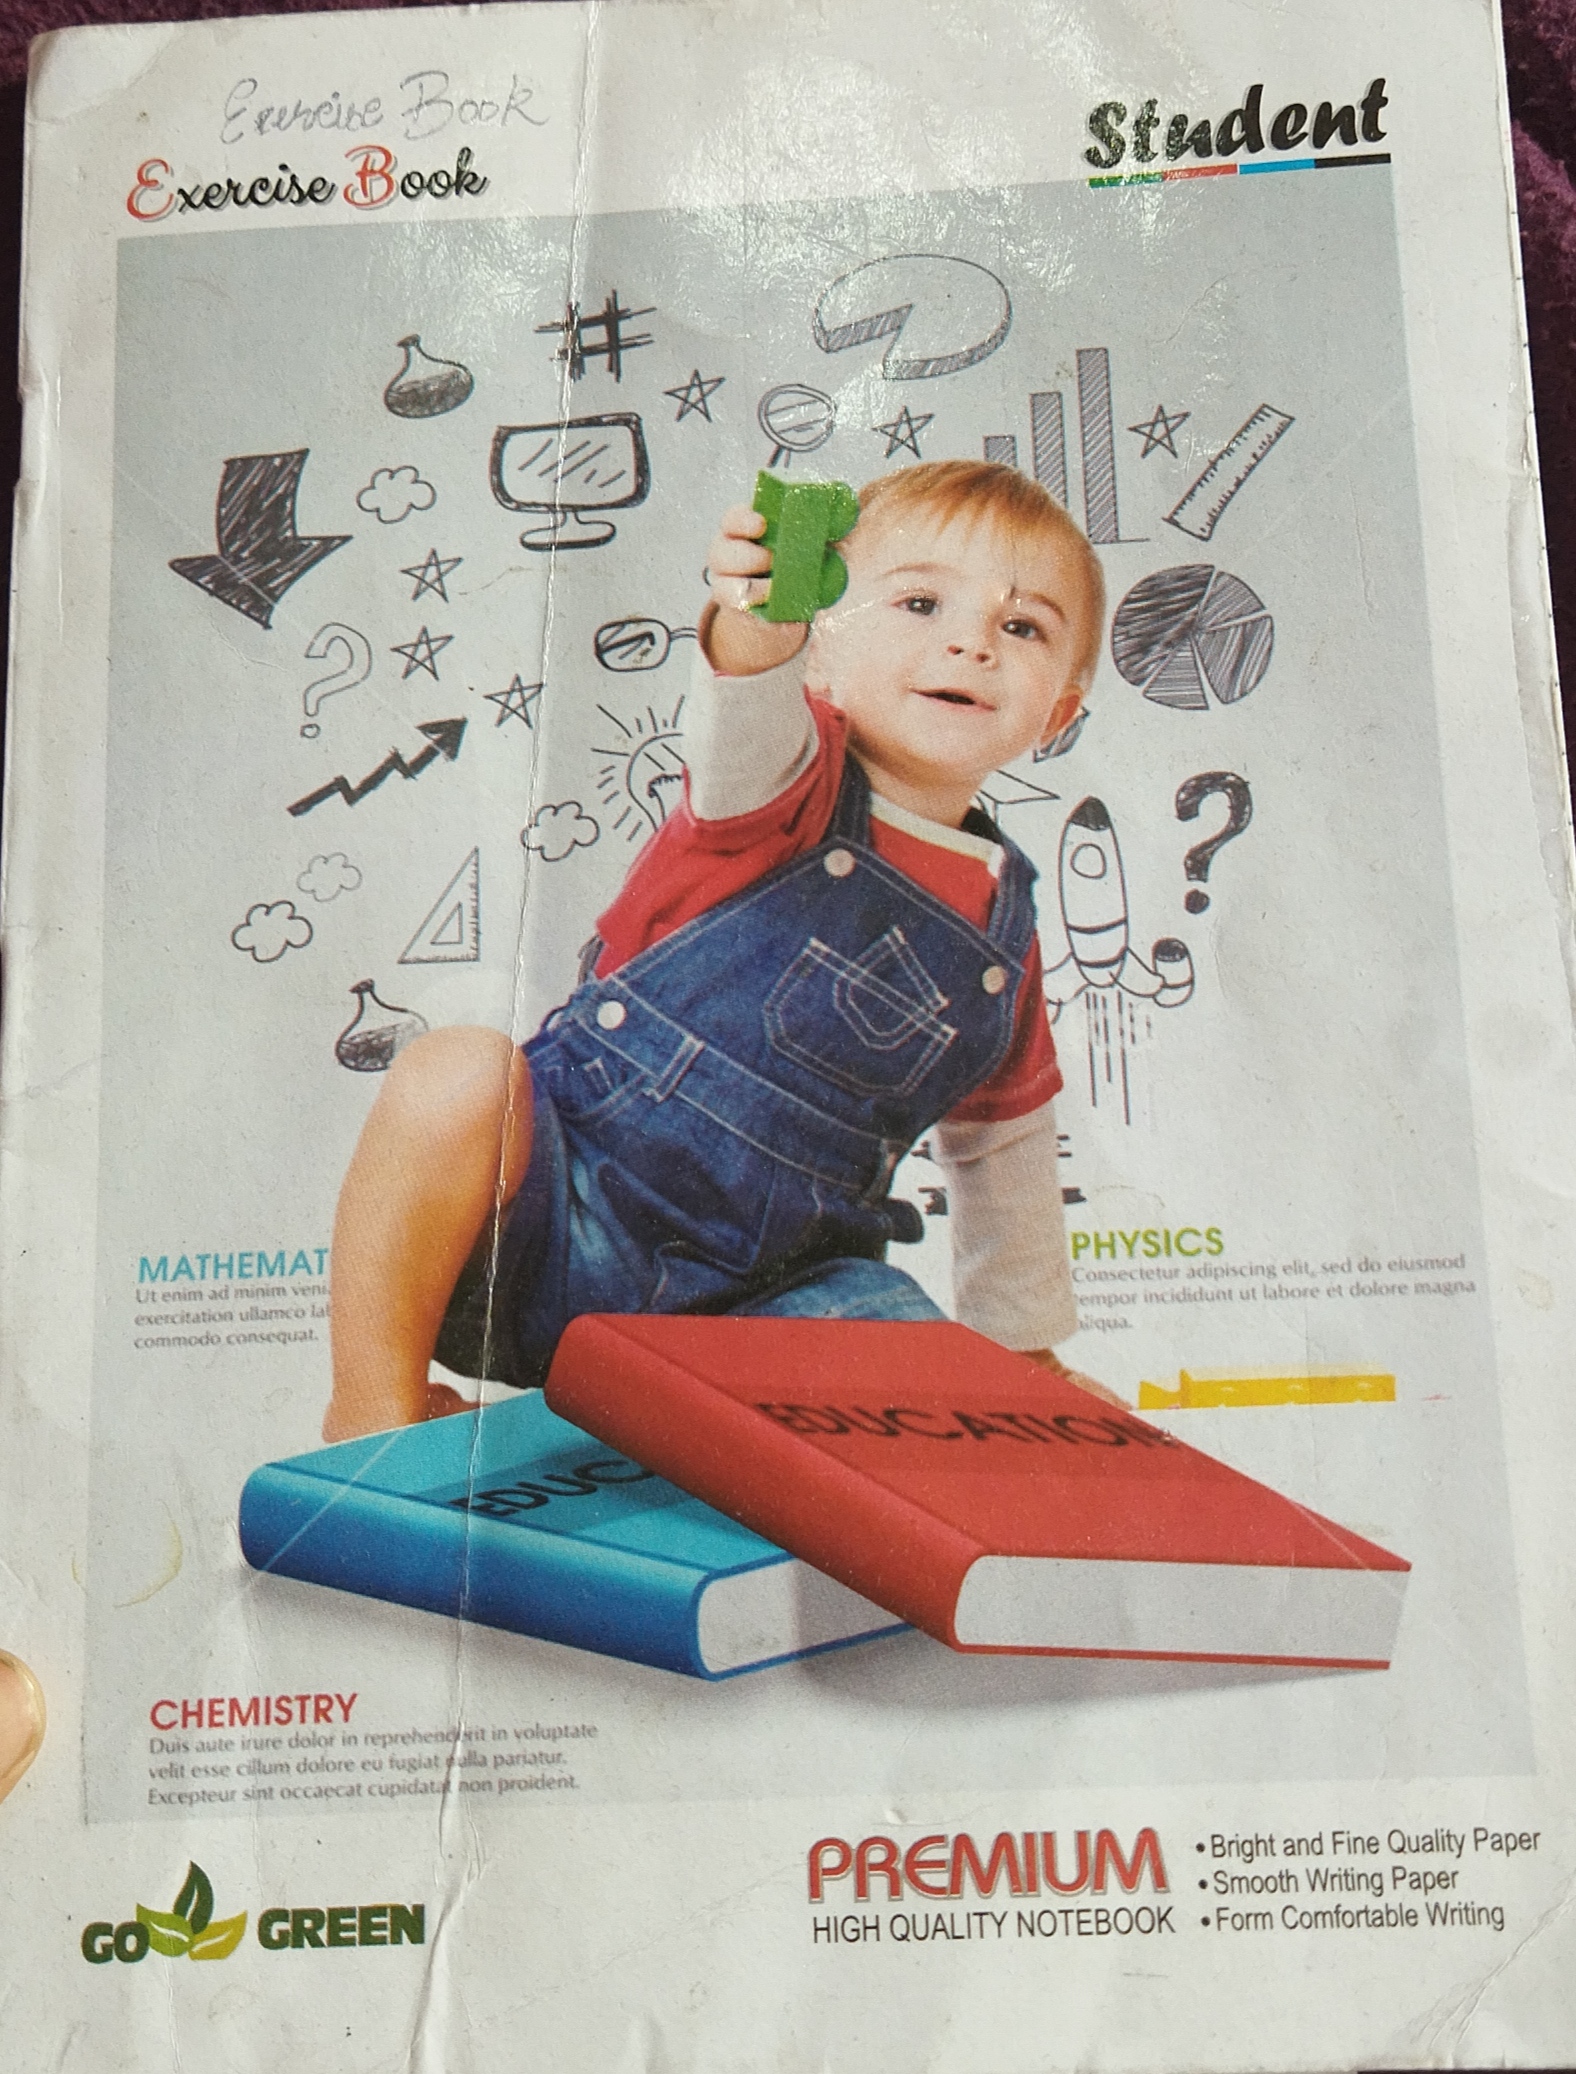 Exercise Book
Exercise Book
Student
MATHEMAT
Ut enim ad minim veni
exercitation ullamco lab
commodo consequat.
PHYSICS
Consectetur adipiscing elit, sed do eiusmod
tempor incididunt ut labore et dolore magna
aliqua.
EDUCATION
EDUC
CHEMISTRY
Duis aute irure dolor in reprehenderit in voluptate
velit esse cillum dolore eu fugiat nulla pariatur.
Excepteur sint occaecat cupidatat non proident.
GO GREEN
PREMIUM
HIGH QUALITY NOTEBOOK
• Bright and Fine Quality Paper
• Smooth Writing Paper
• Form Comfortable Writing